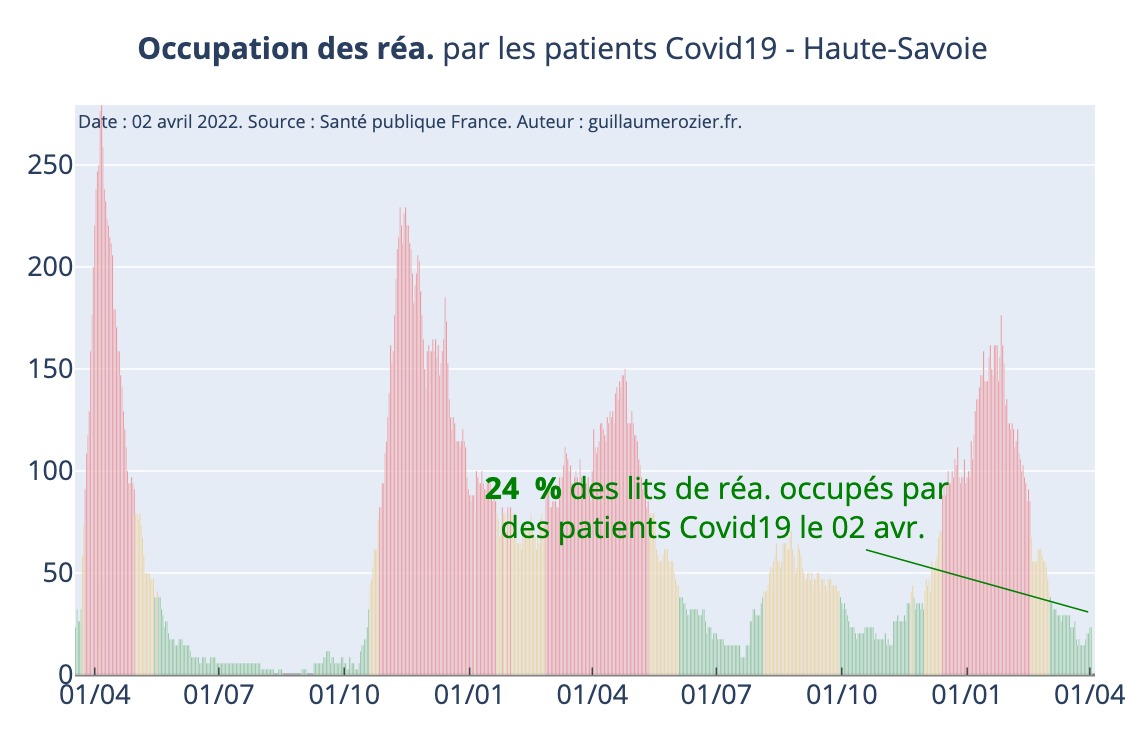 Occupation des réa. par les patients Covid19 - Haute-Savoie
Date : 02 avril 2022. Source : Santé publique France. Auteur : guillaumerozier.fr.
250
200
150
100
50
0
24 % des lits de réa. occupés par
des patients Covid19 le 02 avr.
01/04 01/07 01/10 01/01 01/04 01/07 01/10 01/01 01/04